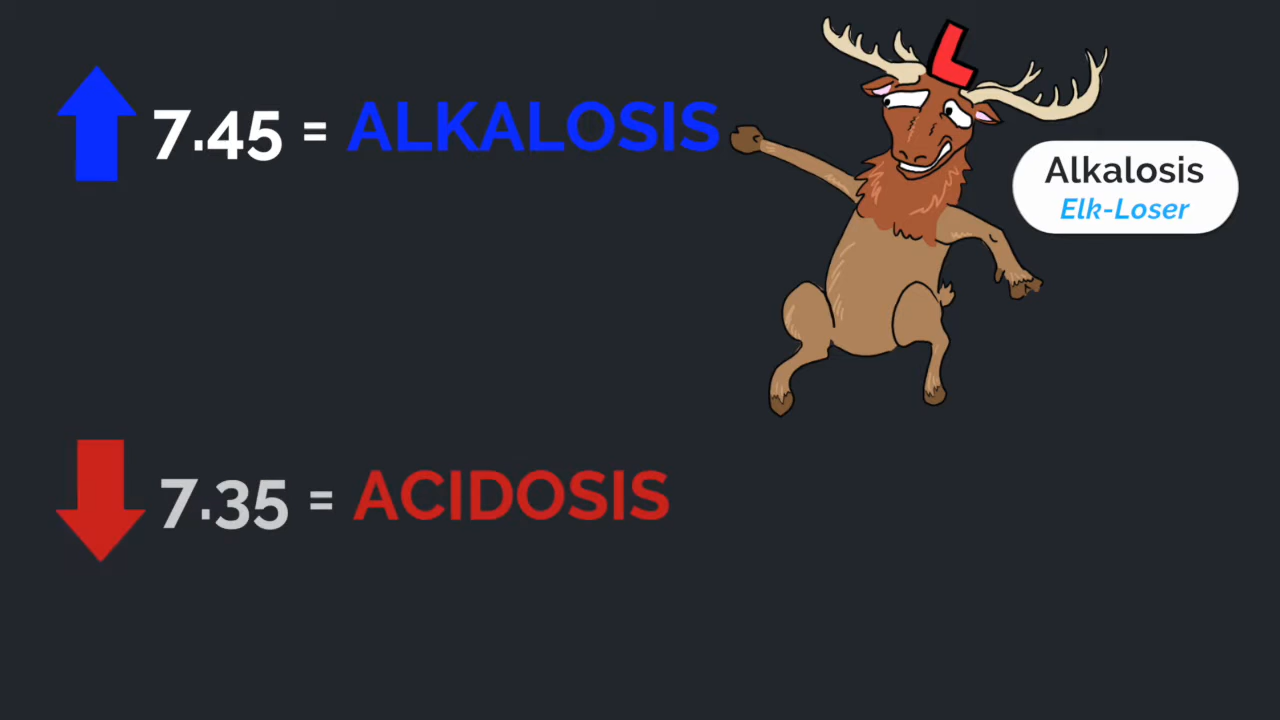 7.45 = ALKALOSIS
L
Alkalosis
Elk-Loser
7.35 = ACIDOSIS